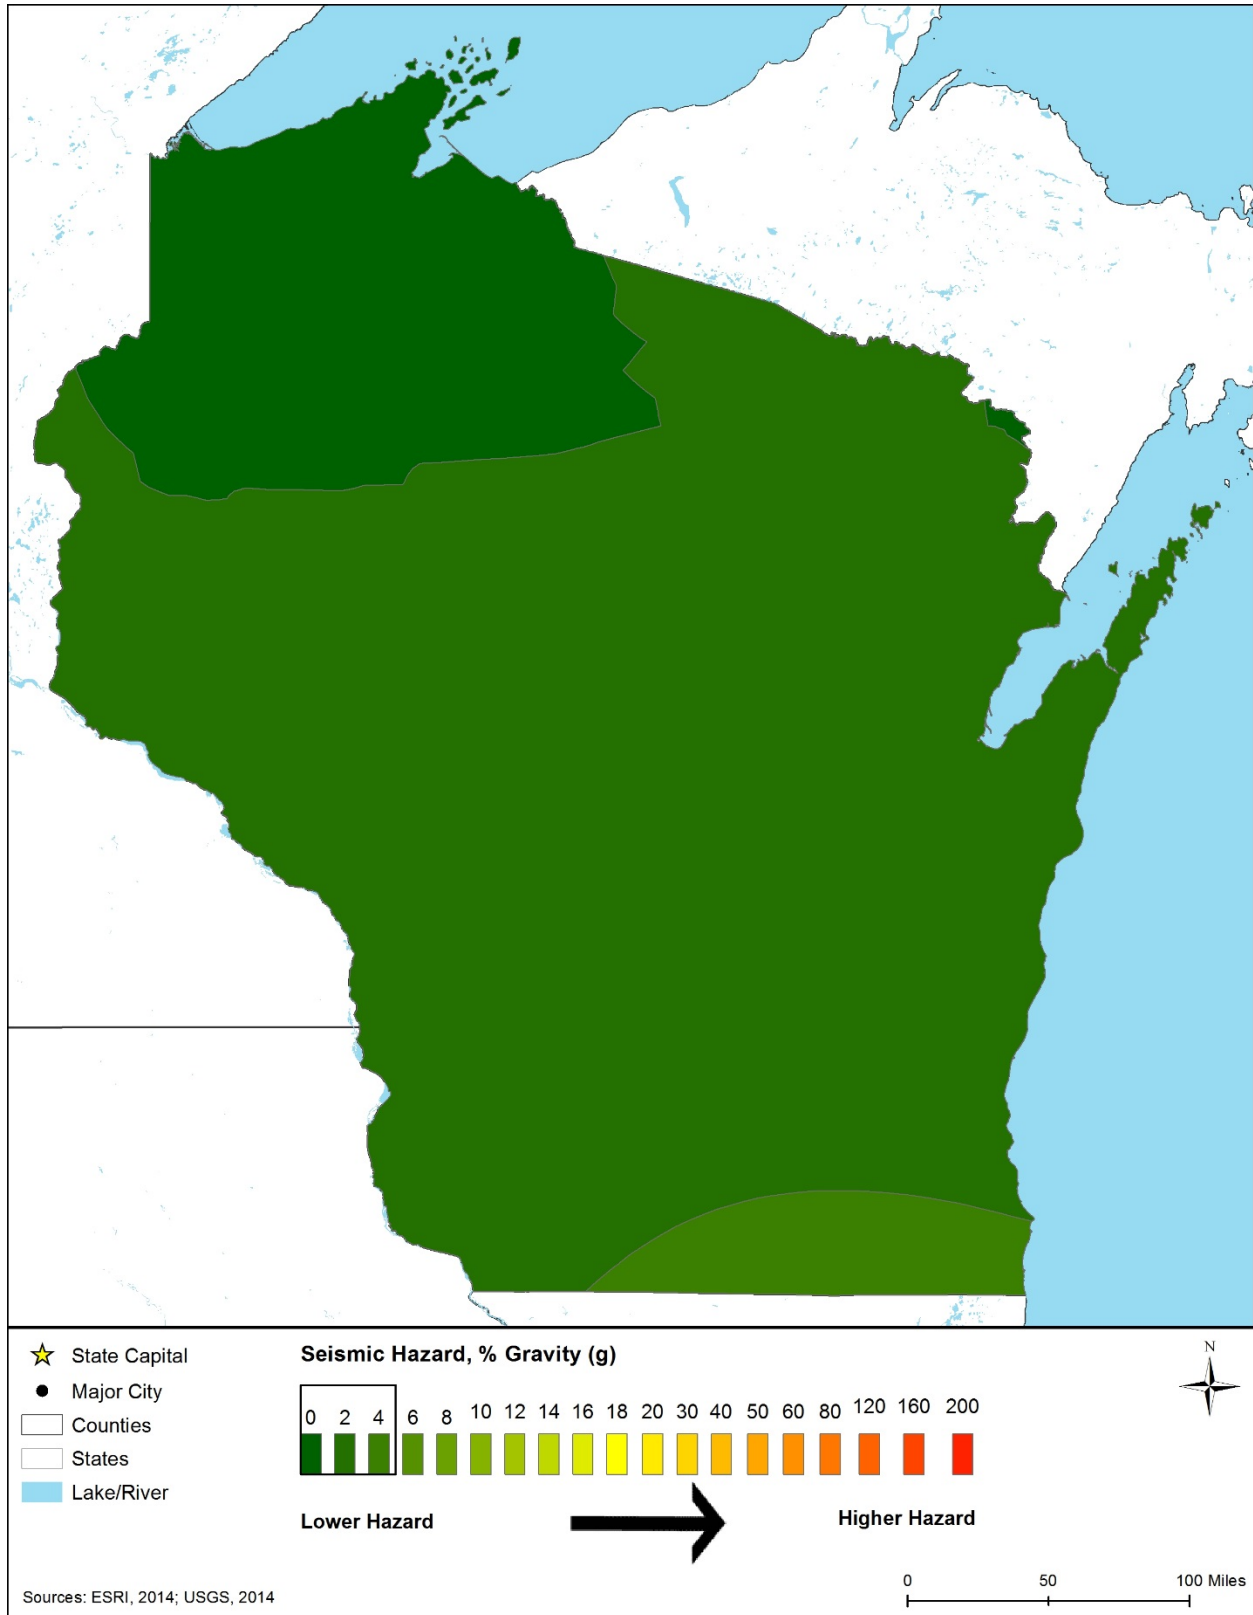 State Capital
Major City
Counties
States
Lake/River
Seismic Hazard, % Gravity (g)
0 2 4 6 8 10 12 14 16 18 20 30 40 50 60 80 120 160 200
Lower Hazard
Higher Hazard
N
Sources: ESRI, 2014; USGS, 2014
0 50 100 Miles